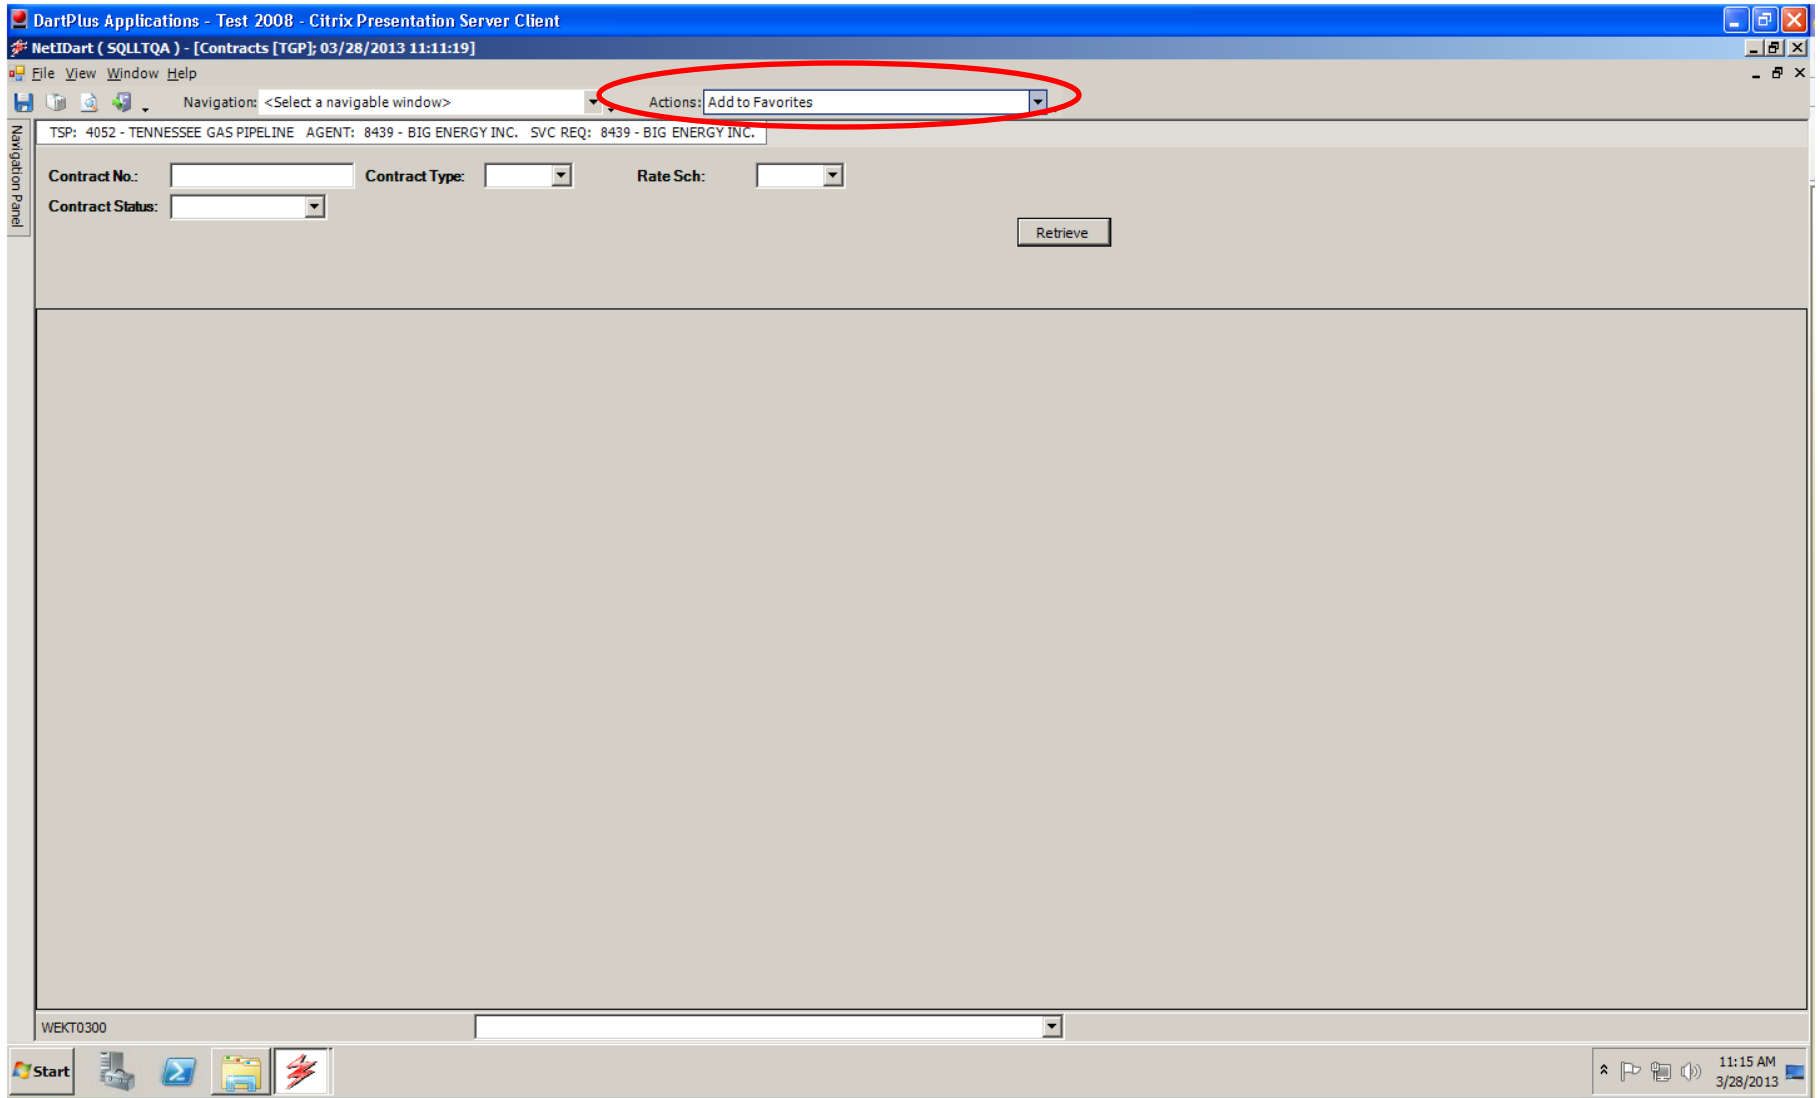 DartPlus Applications - Test 2008 - Citrix Presentation Server Client
NetIDart ( SQLLTQA ) - [Contracts [TGP]; 03/28/2013 11:11:19]
File View Window Help
Navigation: <Select a navigable window> Actions: Add to Favorites
Navigation Panel
TSP: 4052 - TENNESSEE GAS PIPELINE AGENT: 8439 - BIG ENERGY INC. SVC REQ: 8439 - BIG ENERGY INC.
Contract No.: Contract Type: Rate Sch:
Contract Status:
Retrieve
WEKT0300
Start
11:15 AM
3/28/2013